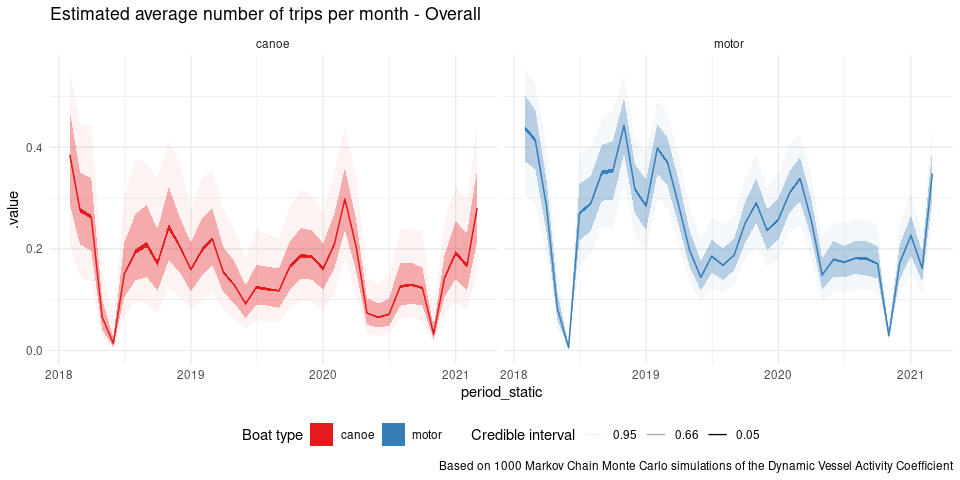 Estimated average number of trips per month - Overall
canoe motor
0.4
0.2
0.0
.value
2018 2019 2020 2021 2018 2019 2020 2021
period_static
Boat type canoe motor Credible interval 0.95 0.66 0.05
Based on 1000 Markov Chain Monte Carlo simulations of the Dynamic Vessel Activity Coefficient